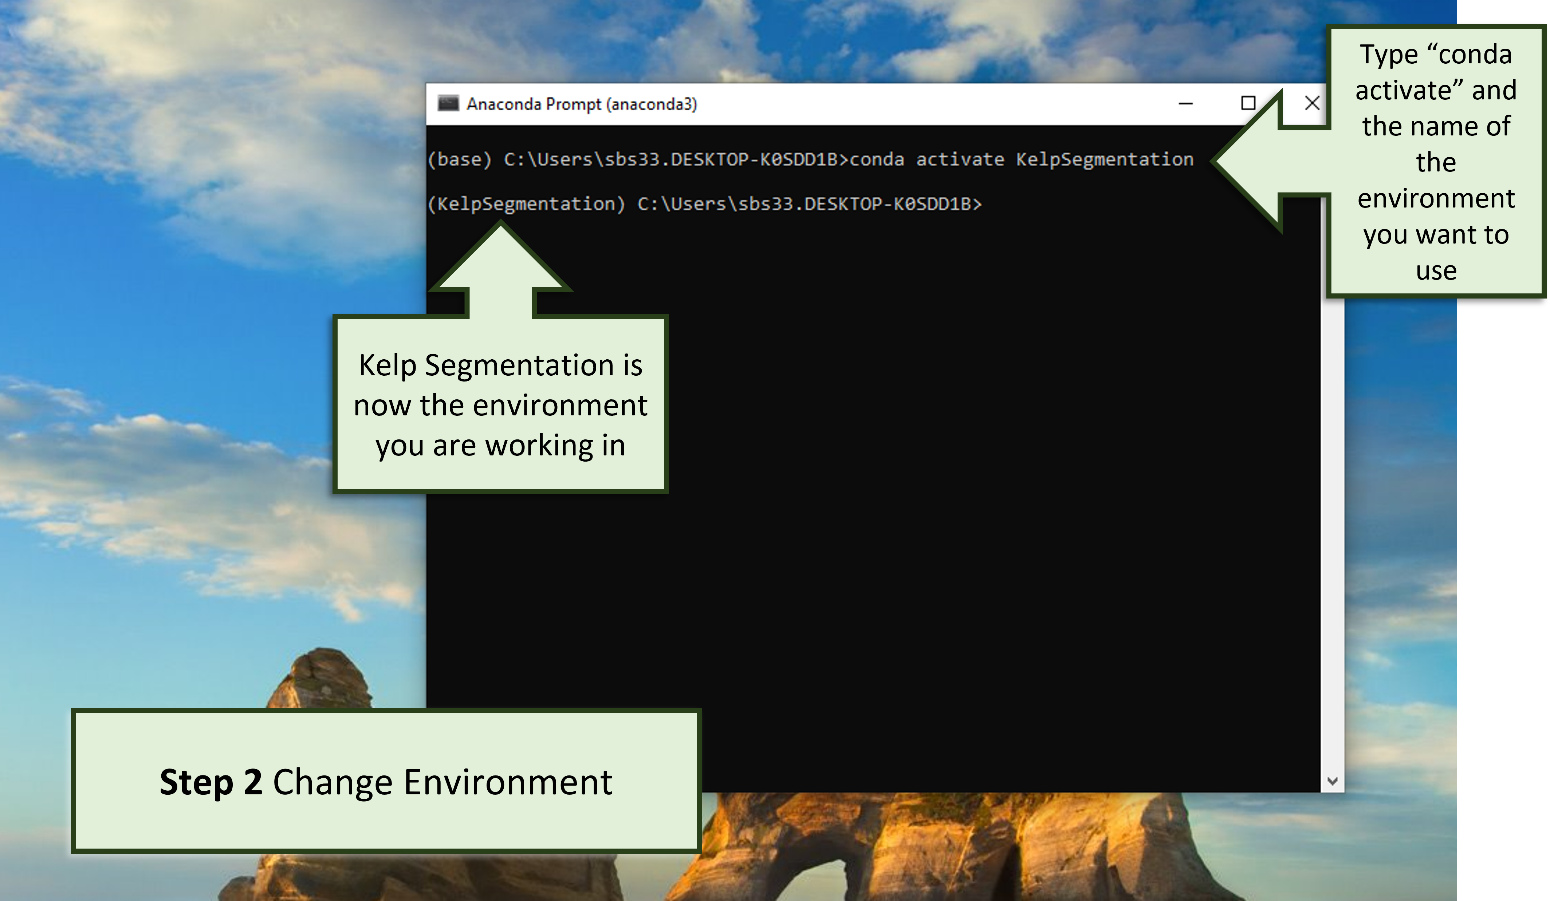 Anaconda Prompt (anaconda3)
(base) C:\Users\sbs33.DESKTOP-K0SDD1B>conda activate KelpSegmentation
(KelpSegmentation) C:\Users\sbs33.DESKTOP-K0SDD1B>
Type “conda
activate” and
the name of
the
environment
you want to
use
Kelp Segmentation is
now the environment
you are working in
Step 2 Change Environment